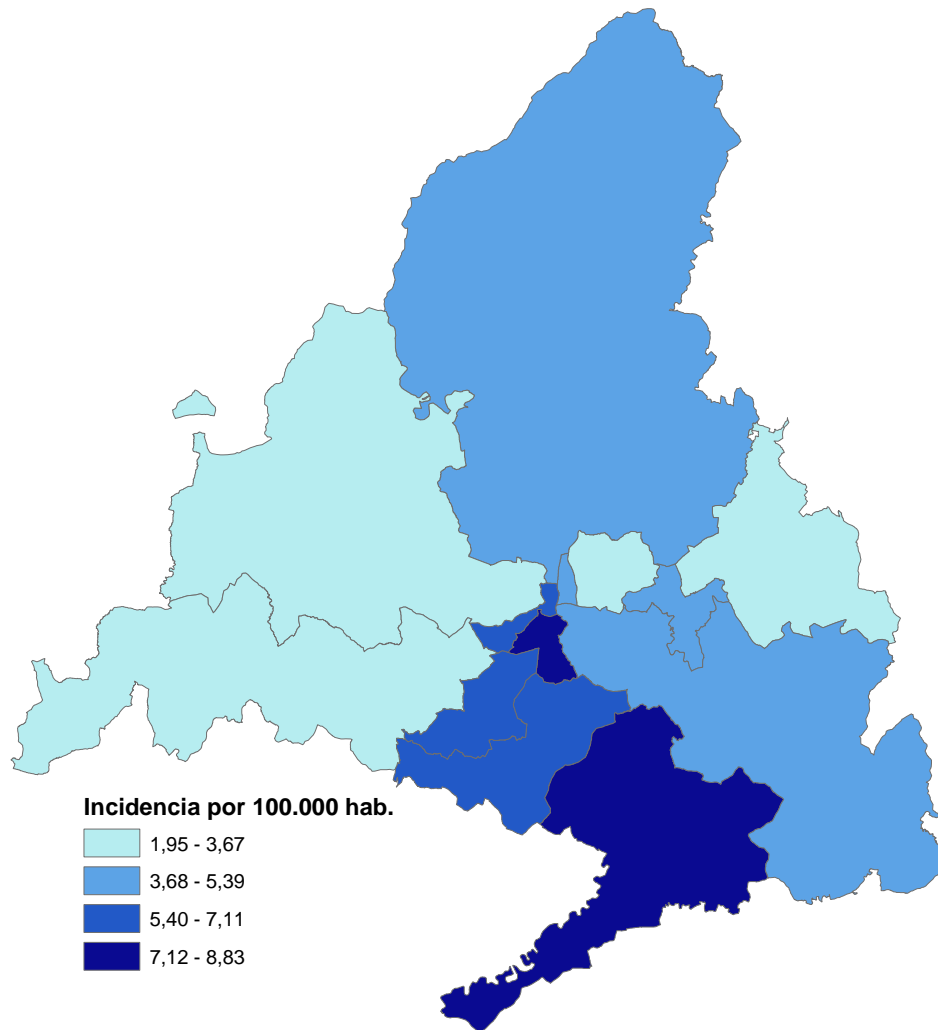 Incidencia por 100.000 hab.
1,95 - 3,67
3,68 - 5,39
5,40 - 7,11
7,12 - 8,83